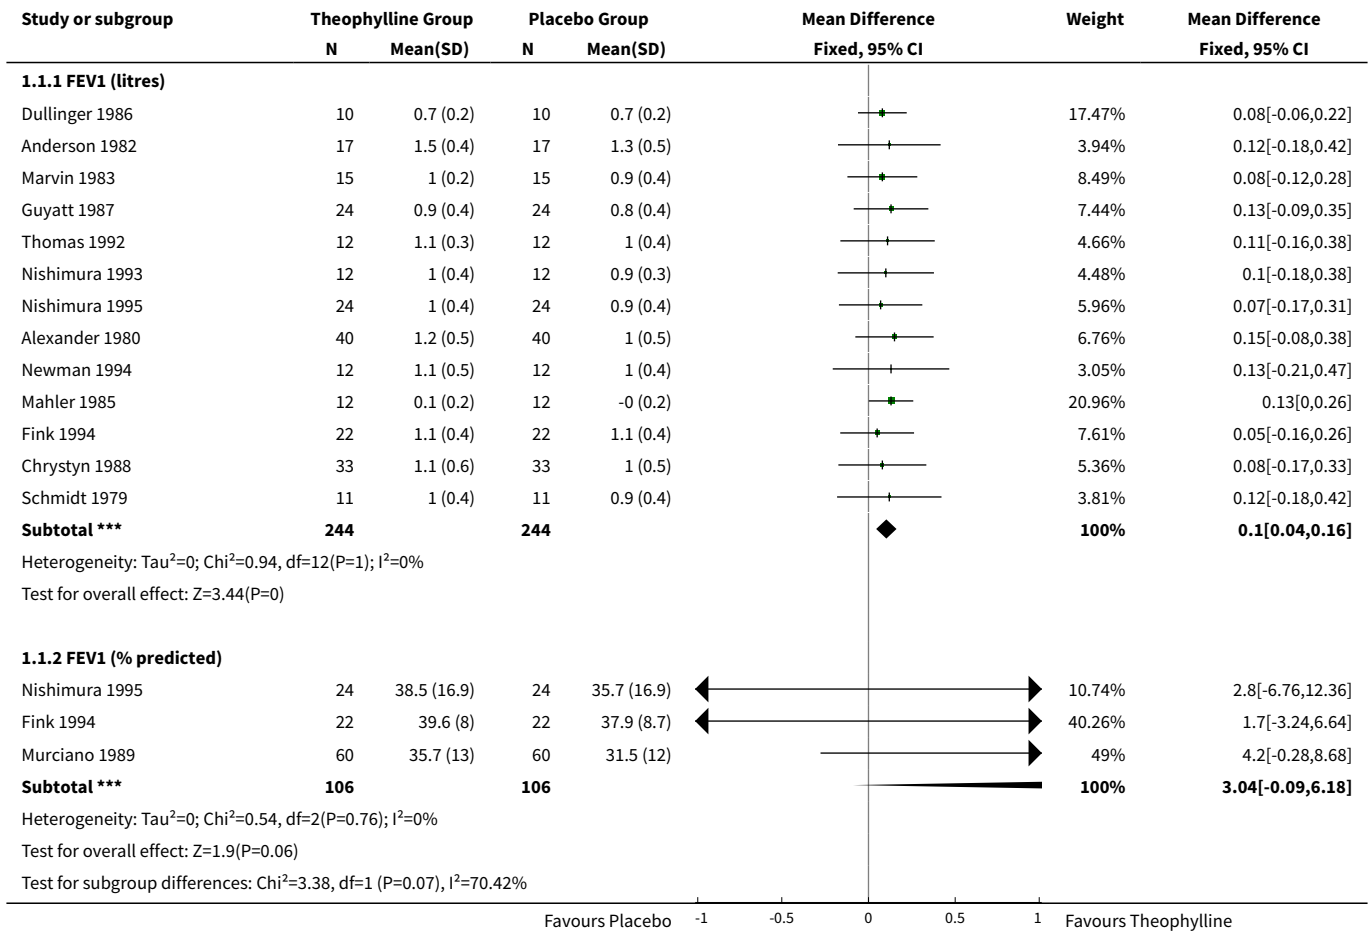 Study or subgroup Theophylline Group Placebo Group Mean Difference Weight Mean Difference
N Mean(SD) N Mean(SD) Fixed, 95% CI Fixed, 95% CI
1.1.1 FEV1 (litres)
Dullinger 1986 10 0.7 (0.2) 10 0.7 (0.2) 17.47% 0.08[-0.06,0.22]
Anderson 1982 17 1.5 (0.4) 17 1.3 (0.5) 3.94% 0.12[-0.18,0.42]
Marvin 1983 15 1 (0.2) 15 0.9 (0.4) 8.49% 0.08[-0.12,0.28]
Guyatt 1987 24 0.9 (0.4) 24 0.8 (0.4) 7.44% 0.13[-0.09,0.35]
Thomas 1992 12 1.1 (0.3) 12 1 (0.4) 4.66% 0.11[-0.16,0.38]
Nishimura 1993 12 1 (0.4) 12 0.9 (0.3) 4.48% 0.1[-0.18,0.38]
Nishimura 1995 24 1 (0.4) 24 0.9 (0.4) 5.96% 0.07[-0.17,0.31]
Alexander 1980 40 1.2 (0.5) 40 1 (0.5) 6.76% 0.15[-0.08,0.38]
Newman 1994 12 1.1 (0.5) 12 1 (0.4) 3.05% 0.13[-0.21,0.47]
Mahler 1985 12 0.1 (0.2) 12 -0 (0.2) 20.96% 0.13[0,0.26]
Fink 1994 22 1.1 (0.4) 22 1.1 (0.4) 7.61% 0.05[-0.16,0.26]
Chrystyn 1988 33 1.1 (0.6) 33 1 (0.5) 5.36% 0.08[-0.17,0.33]
Schmidt 1979 11 1 (0.4) 11 0.9 (0.4) 3.81% 0.12[-0.18,0.42]
Subtotal *** 244 244 100% 0.1[0.04,0.16]
Heterogeneity: Tau²=0; Chi²=0.94, df=12(P=1); I²=0%
Test for overall effect: Z=3.44(P=0)
1.1.2 FEV1 (% predicted)
Nishimura 1995 24 38.5 (16.9) 24 35.7 (16.9) 10.74% 2.8[-6.76,12.36]
Fink 1994 22 39.6 (8) 22 37.9 (8.7) 40.26% 1.7[-3.24,6.64]
Murciano 1989 60 35.7 (13) 60 31.5 (12) 49% 4.2[-0.28,8.68]
Subtotal *** 106 106 100% 3.04[-0.09,6.18]
Heterogeneity: Tau²=0; Chi²=0.54, df=2(P=0.76); I²=0%
Test for overall effect: Z=1.9(P=0.06)
Test for subgroup differences: Chi²=3.38, df=1 (P=0.07), I²=70.42%
Favours Placebo -1 -0.5 0 0.5 1 Favours Theophylline